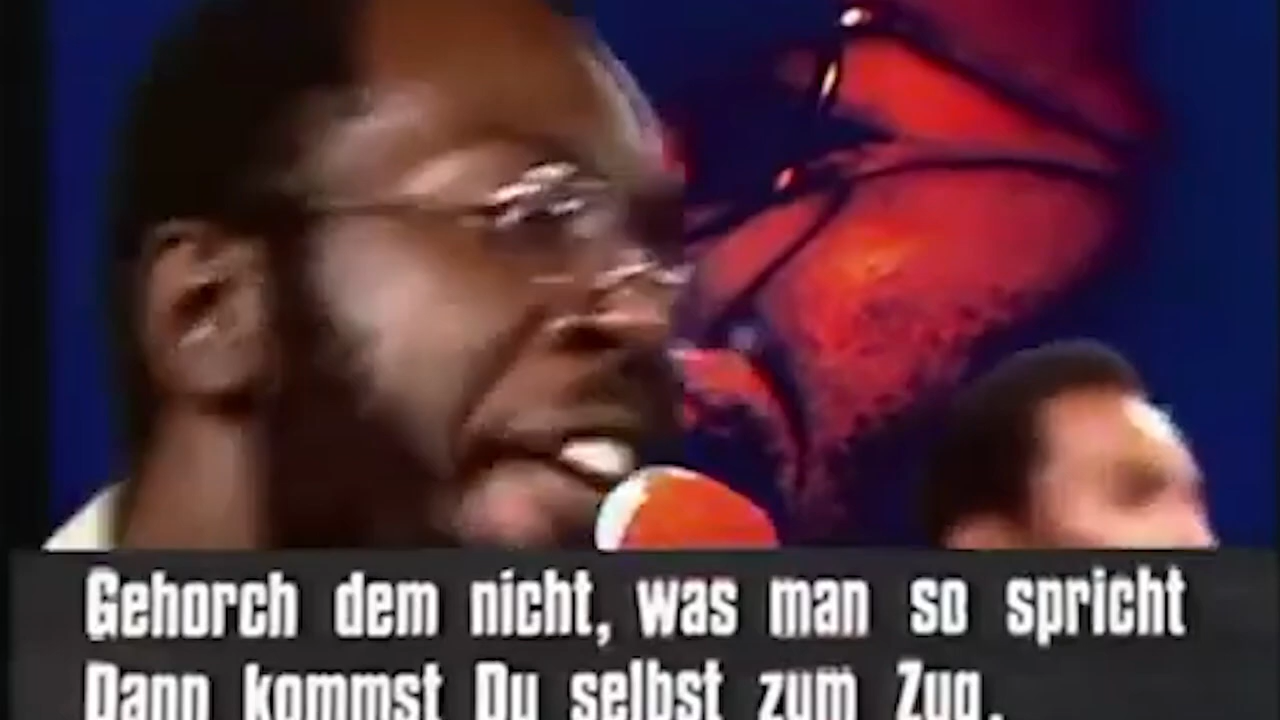 Gehorch dem nicht, was man so spricht
Dann kommst Du selbst zum Zug.